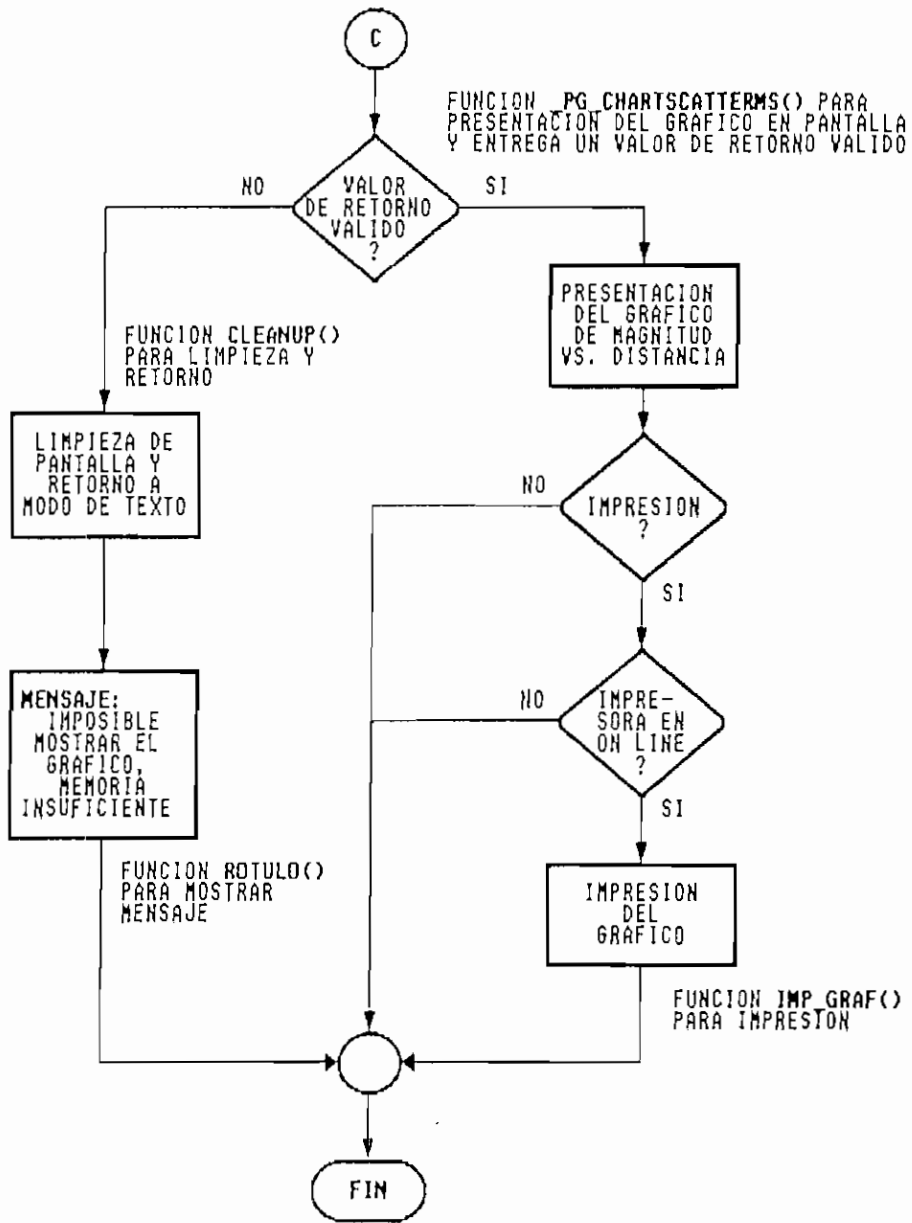 C
FUNCION _PG_CHARTSCATTERMS() PARA
PRESENTACION DEL GRAFICO EN PANTALLA
Y ENTREGA UN VALOR DE RETORNO VALIDO
NO
VALOR
DE RETORNO
VALIDO
?
SI
PRESENTACION
DEL GRAFICO
DE MAGNITUD
VS. DISTANCIA
FUNCION CLEANUP()
PARA LIMPIEZA Y
RETORNO
LIMPIEZA DE
PANTALLA Y
RETORNO A
MODO DE TEXTO
NO
IMPRESION
?
SI
MENSAJE:
IMPOSIBLE
MOSTRAR EL
GRAFICO,
MEMORIA
INSUFICIENTE
NO
IMPRE-
SORA EN
ON LINE
?
SI
FUNCION ROTULO()
PARA MOSTRAR
MENSAJE
IMPRESION
DEL
GRAFICO
FUNCION IMP_GRAF()
PARA IMPRESION
FIN